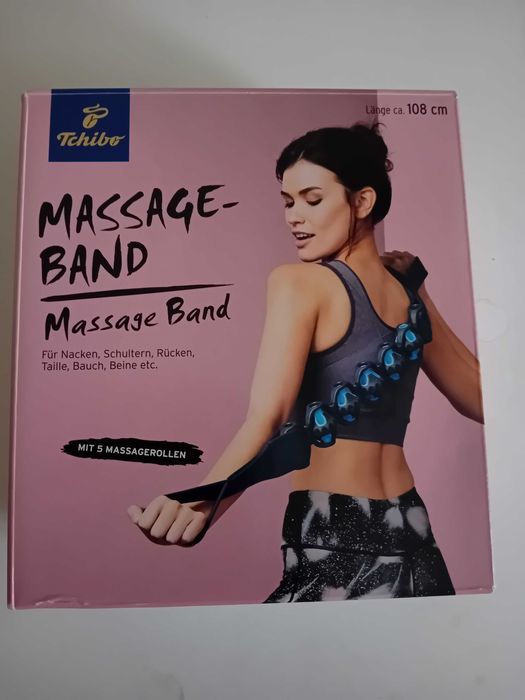 Tchibo
Länge ca. 108 cm
MASSAGE-
BAND
Massage Band
Für Nacken, Schultern, Rücken,
Taille, Bauch, Beine etc.
MIT 5 MASSAGEROLLEN